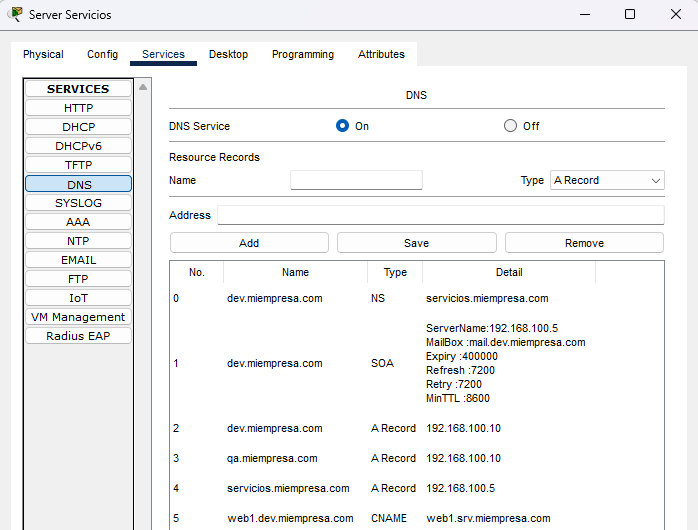 Server Servicios
Physical Config Services Desktop Programming Attributes
SERVICES
HTTP
DHCP
DHCPv6
TFTP
DNS
SYSLOG
AAA
NTP
EMAIL
FTP
IoT
VM Management
Radius EAP
DNS
DNS Service On Off
Resource Records
Name Type A Record
Address
Add Save Remove
No. Name Type Detail
0 dev.miempresa.com NS servicios.miempresa.com
1 dev.miempresa.com SOA
ServerName:192.168.100.5
MailBox :mail.dev.miempresa.com
Expiry :400000
Refresh :7200
Retry :7200
MinTTL :8600
2 dev.miempresa.com A Record 192.168.100.10
3 qa.miempresa.com A Record 192.168.100.10
4 servicios.miempresa.com A Record 192.168.100.5
5 web1.dev.miempresa.com CNAME web1.srv.miempresa.com